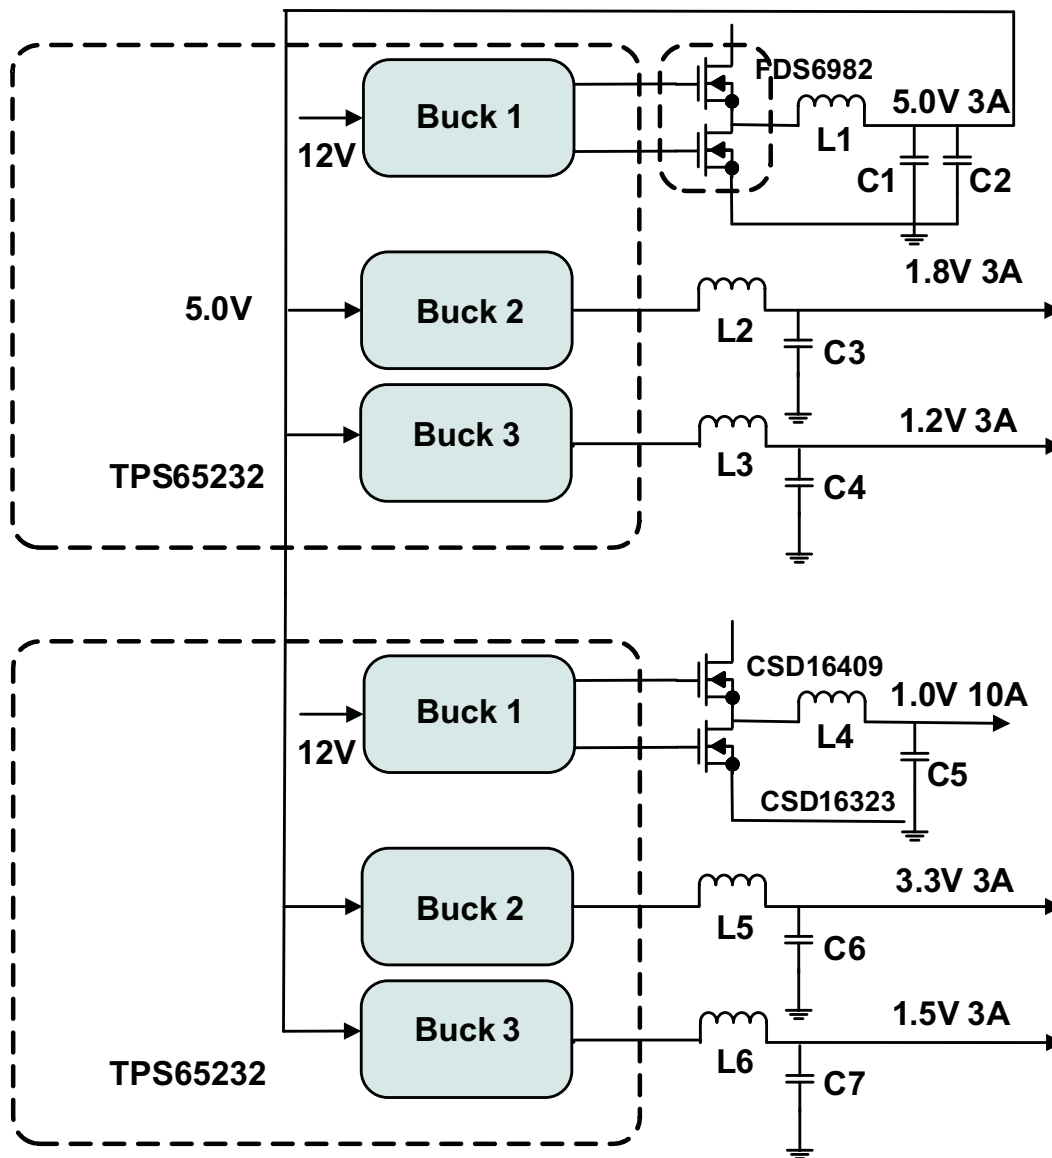 FDS6982
Buck 1
5.0V 3A
12V
L1
C1
C2
1.8V 3A
5.0V
Buck 2
L2
C3
1.2V 3A
Buck 3
L3
TPS65232
C4
CSD16409
1.0V 10A
Buck 1
12V
L4
C5
CSD16323
3.3V 3A
Buck 2
L5
C6
1.5V 3A
Buck 3
L6
TPS65232
C7